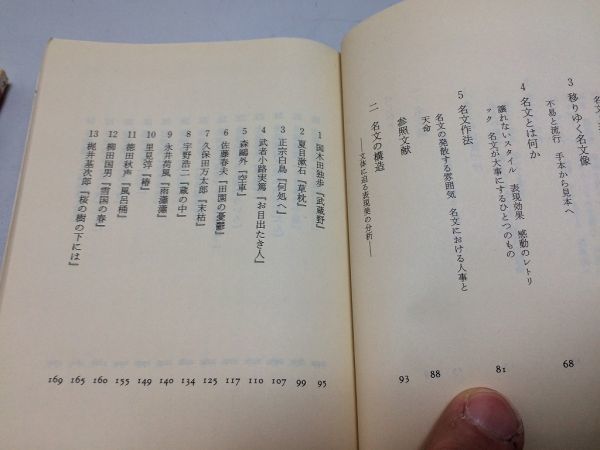 3 移りゆく名文像
不易と流行 手本から見本へ 68
4 名文とは何か
譲れないスタイル 表現効果 感動のレトリ
ック 名文が大事にするひとつのもの 81
5 名文作法
名文の発散する雰囲気 名文における人事と
天命 88
参照文献 93
二 名文の構造
——文体に迫る表現美の分析——
1 国木田独歩『武蔵野』 95
2 夏目漱石『草枕』 99
3 正宗白鳥『何処へ』 107
4 武者小路実篤『お目出たき人』 110
5 森鷗外『空車』 117
6 佐藤春夫『田園の憂鬱』 125
7 久保田万太郎『末枯』 134
8 宇野浩二『蔵の中』 140
9 永井荷風『雨瀟瀟』 149
10 里見弴『椿』 155
11 徳田秋声『風呂桶』 160
12 柳田国男『雪国の春』 165
13 梶井基次郎『桜の樹の下には』 169